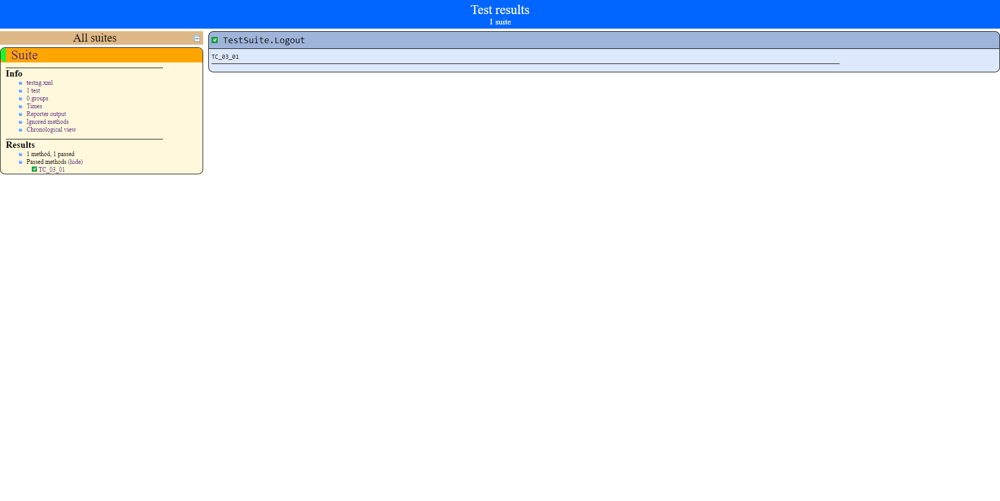 Test results
1 suite
All suites
Suite
Info
testng.xml
1 test
0 groups
Times
Reporter output
Ignored methods
Chronological view
Results
1 method, 1 passed
Passed methods (hide)
TC_03_01
TestSuite.Logout
TC_03_01